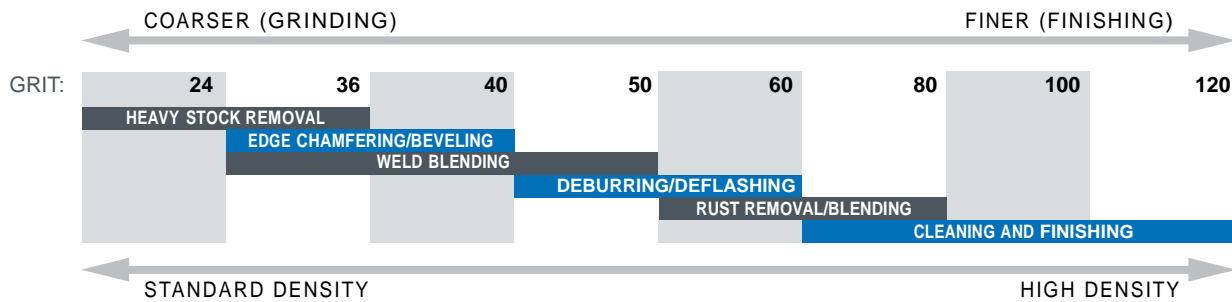 COARSER (GRINDING) FINER (FINISHING)
GRIT: 24 36 40 50 60 80 100 120
HEAVY STOCK REMOVAL
EDGE CHAMFERING/BEVELING
WELD BLENDING
DEBURRING/DEFLASHING
RUST REMOVAL/BLENDING
CLEANING AND FINISHING
STANDARD DENSITY HIGH DENSITY